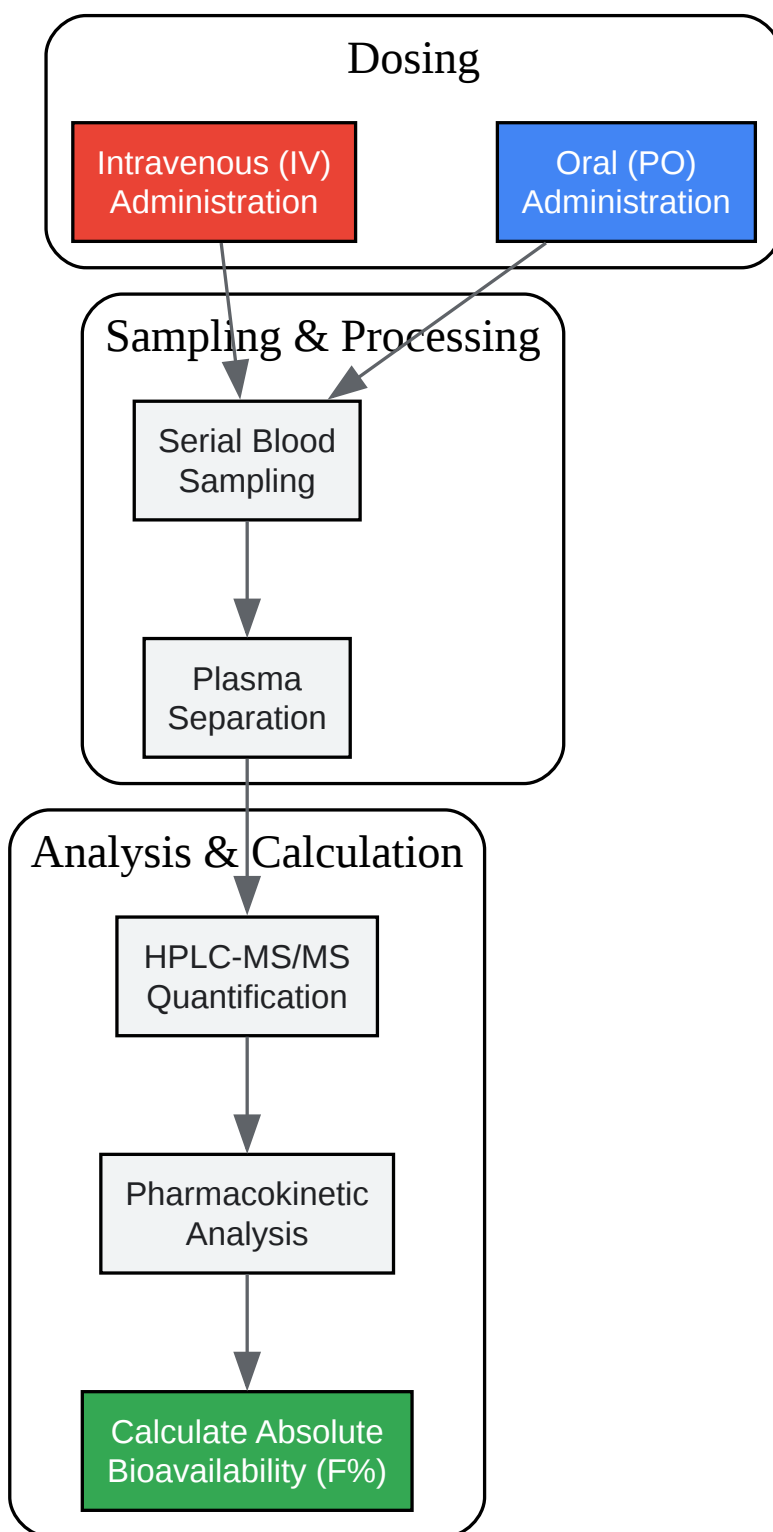 Dosing
Intravenous (IV)
Administration
Oral (PO)
Administration
Sampling & Processing
Serial Blood
Sampling
Plasma
Separation
Analysis & Calculation
HPLC-MS/MS
Quantification
Pharmacokinetic
Analysis
Calculate Absolute
Bioavailability (F%)